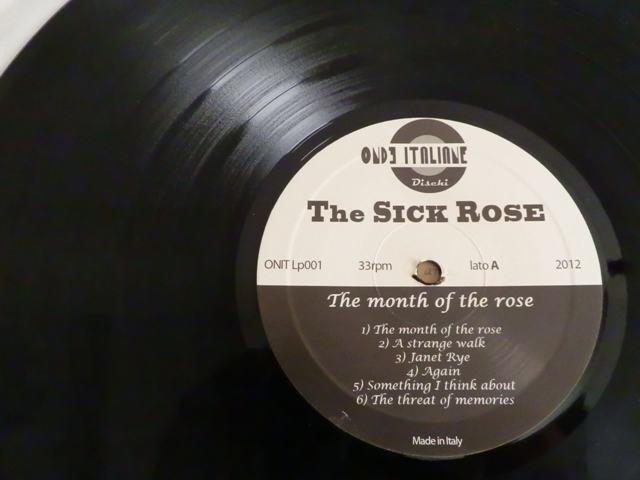 OND3 ITALIANE
Dischi
The SICK ROSE
ONIT Lp001 33rpm lato A 2012
The month of the rose
1) The month of the rose
2) A strange walk
3) Janet Rye
4) Again
5) Something I think about
6) The threat of memories
Made in Italy